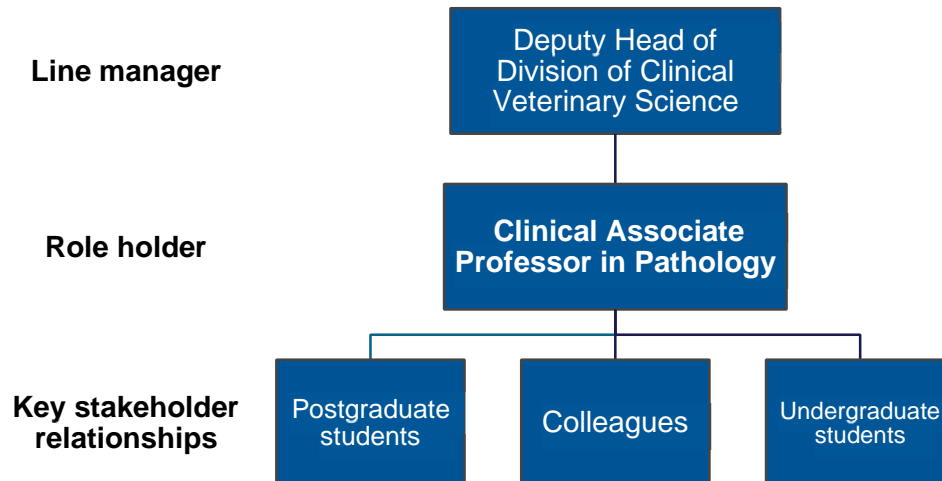 Line manager
Deputy Head of
Division of Clinical
Veterinary Science
Role holder
Clinical Associate
Professor in Pathology
Key stakeholder
relationships
Postgraduate
students
Colleagues
Undergraduate
students